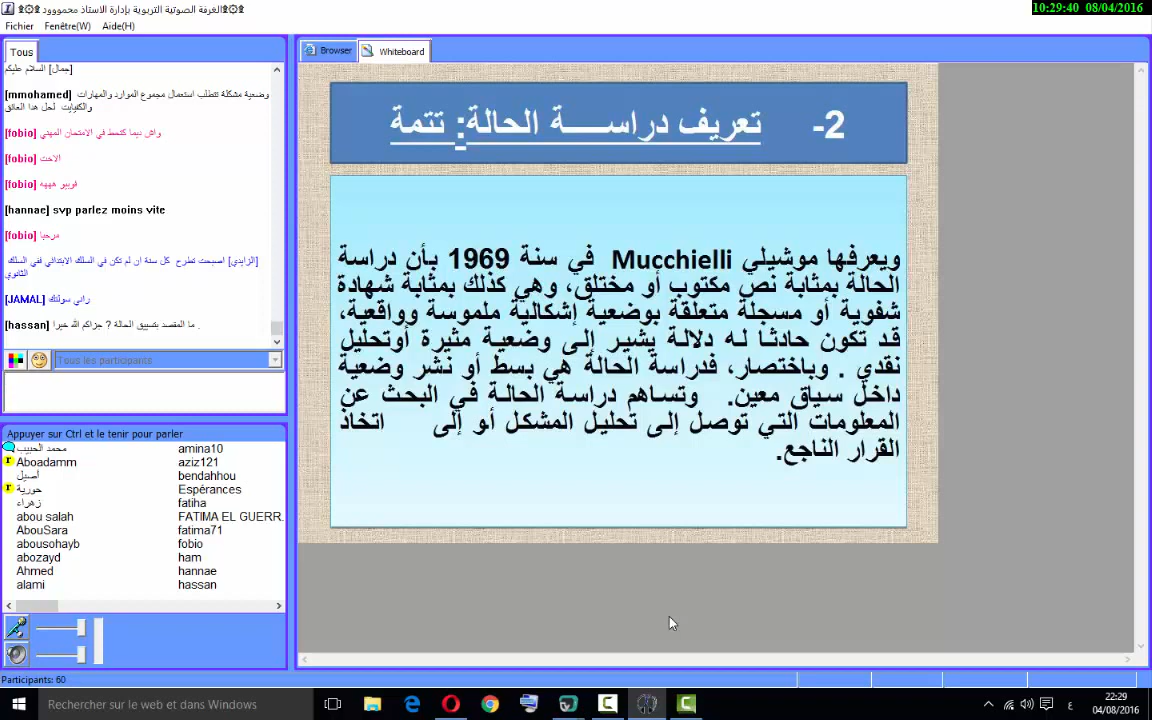 الغرفة الصوتية التربوية بإدارة الاستاذ محمووود
10:29:40 08/04/2016
Fichier Fenêtre(W) Aide(H)
Tous
[جمال] السلام عليكم
[mmohamed] وضعية مشكلة تتطلب استعمال مجموع الموارد والمهارات
والكفايات لحل هدا العائق
[fobio] واش ديما كتحط في الامتحان المهني
[fobio] الاخت
[fobio] فوبيو هههه
[hannae] svp parlez moins vite
[fobio] مرحبا
[الزايدي] اصبحت تطرح كل سنة ان لم تكن في السلك الابتدائي ففي السلك
الثانوي
[JAMAL] راني سولتك
[hassan] ما المقصد بتسييق الحالة ? جزاكم الله خيرا .
Tous les participants
Appuyer sur Ctrl et le tenir pour parler
محمد الحبيب amina10
Aboadamm aziz121
أصيل bendahhou
حورية Espérances
زهراء fatiha
abou salah FATIMA EL GUERR.
AbouSara fatima71
abousohayb fobio
abozayd ham
Ahmed hannae
alami hassan
Participants: 60
Browser Whiteboard
2- تعريف دراســـــة الحالة: تتمة
ويعرفها موشيلي Mucchielli في سنة 1969 بأن دراسة
الحالة بمثابة نص مكتوب أو مختلق، وهي كذلك بمثابة شهادة
شفوية أو مسجلة متعلقة بوضعية إشكالية ملموسة وواقعية،
قد تكون حادثا له دلالة يشير إلى وضعية مثيرة أوتحليل
نقدي . وباختصار، فدراسة الحالة هي بسط أو نشر وضعية
داخل سياق معين. وتساهم دراسة الحالة في البحث عن
المعلومات التي توصل إلى تحليل المشكل أو إلى اتخاذ
القرار الناجع.
Rechercher sur le web et dans Windows
ع
22:29
04/08/2016